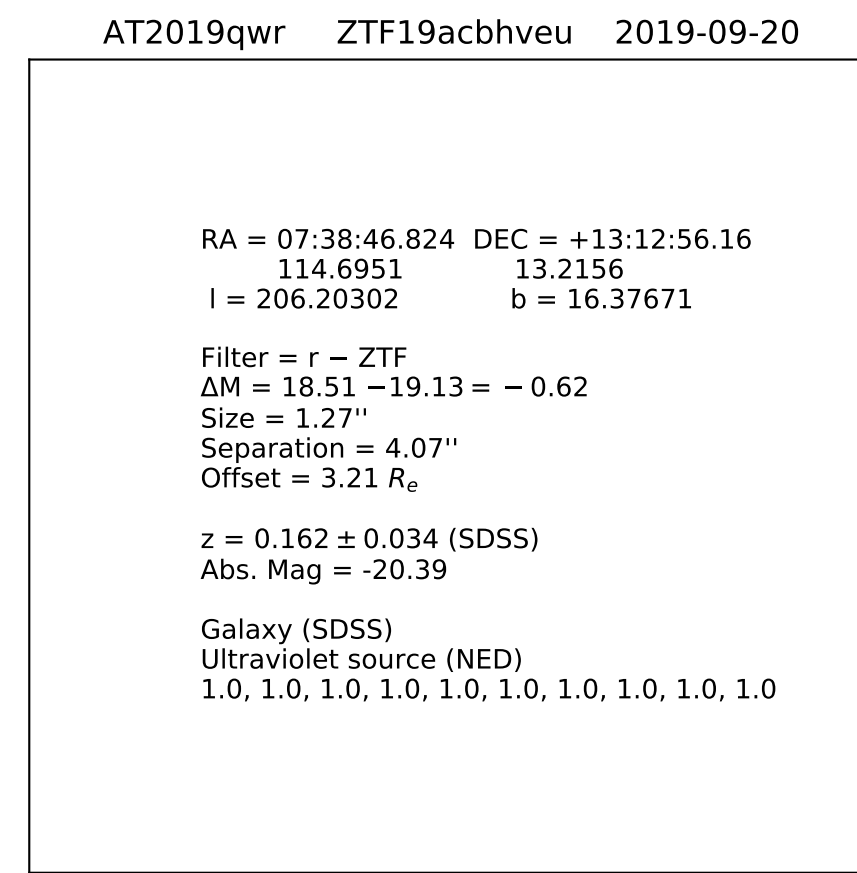 AT2019qwr ZTF19acbhveu 2019-09-20
RA = 07:38:46.824 DEC = +13:12:56.16
114.6951 13.2156
l = 206.20302 b = 16.37671
Filter = r − ZTF
ΔM = 18.51 −19.13 = − 0.62
Size = 1.27''
Separation = 4.07''
Offset = 3.21 Rₑ
z = 0.162 ± 0.034 (SDSS)
Abs. Mag = -20.39
Galaxy (SDSS)
Ultraviolet source (NED)
1.0, 1.0, 1.0, 1.0, 1.0, 1.0, 1.0, 1.0, 1.0, 1.0